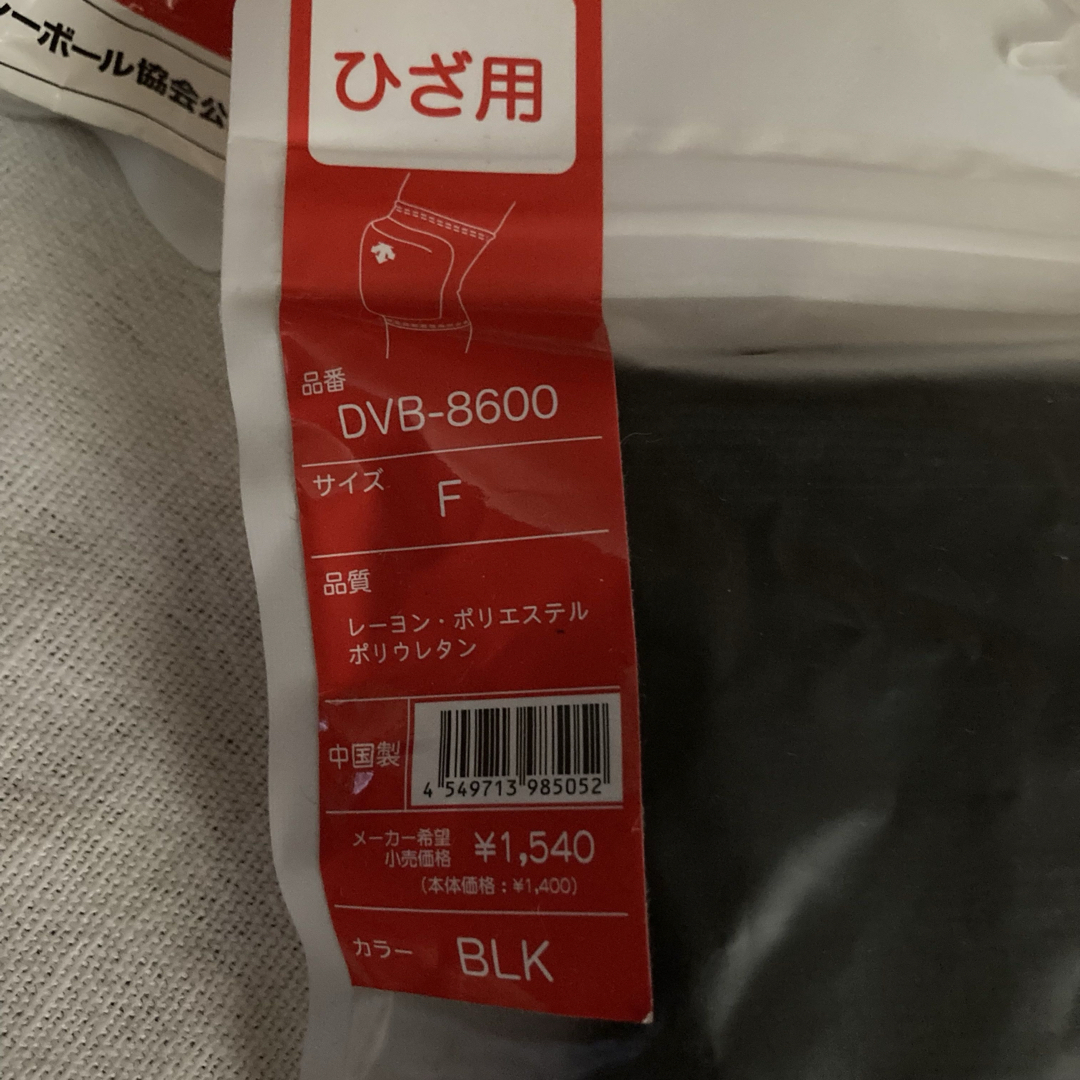 ーボール協会公
ひざ用
品番
DVB-8600
サイズ F
品質
レーヨン・ポリエステル
ポリウレタン
中国製
4 549713 985052
メーカー希望
小売価格 ¥1,540
(本体価格:¥1,400)
カラー BLK